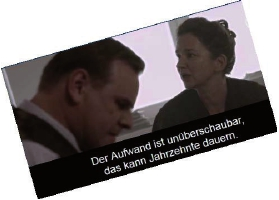 Der Aufwand ist unüberschaubar,
das kann Jahrzehnte dauern.